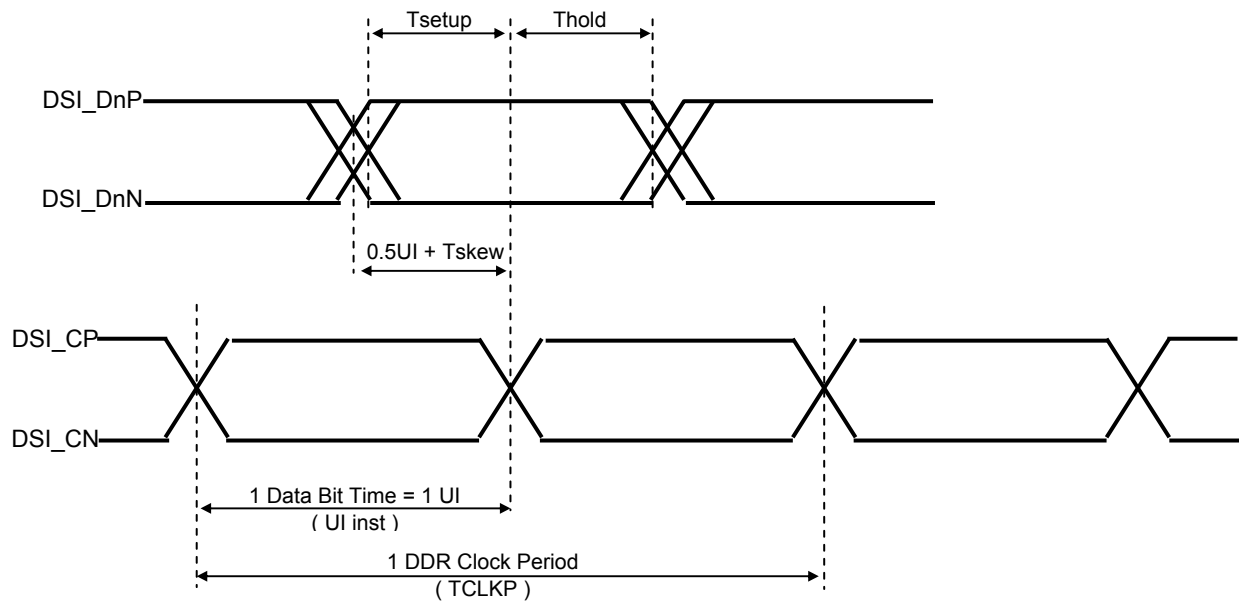 Tsetup
Thold
DSI_DnP
DSI_DnN
0.5UI + Tskew
DSI_CP
DSI_CN
1 Data Bit Time = 1 UI
( UI inst )
1 DDR Clock Period
( TCLKP )